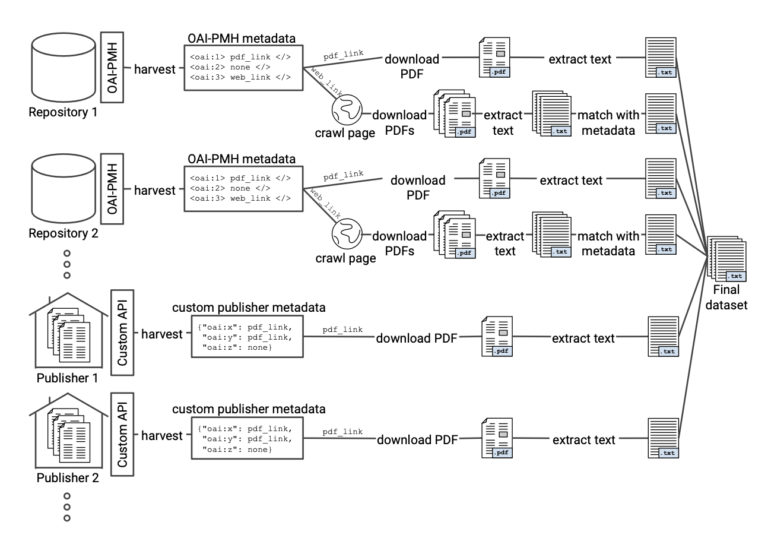 OAI-PMH metadata
<oai:1> pdf_link </>
<oai:2> none </>
<oai:3> web_link </>
OAI-PMH
harvest
Repository 1
pdf_link
download
PDF
.pdf
extract text
.txt
web_link
crawl page
download
PDFs
.pdf
extract
text
.txt
match with
metadata
.txt
OAI-PMH metadata
<oai:1> pdf_link </>
<oai:2> none </>
<oai:3> web_link </>
OAI-PMH
harvest
Repository 2
pdf_link
download
PDF
.pdf
extract text
.txt
web_link
crawl page
download
PDFs
.pdf
extract
text
.txt
match with
metadata
.txt
.txt
Final
dataset
custom publisher metadata
{"oai:x": pdf_link,
"oai:y": pdf_link,
"oai:z": none}
Custom API
harvest
Publisher 1
pdf_link
download PDF
.pdf
extract text
.txt
custom publisher metadata
{"oai:x": pdf_link,
"oai:y": pdf_link,
"oai:z": none}
Custom API
harvest
Publisher 2
pdf_link
download PDF
.pdf
extract text
.txt